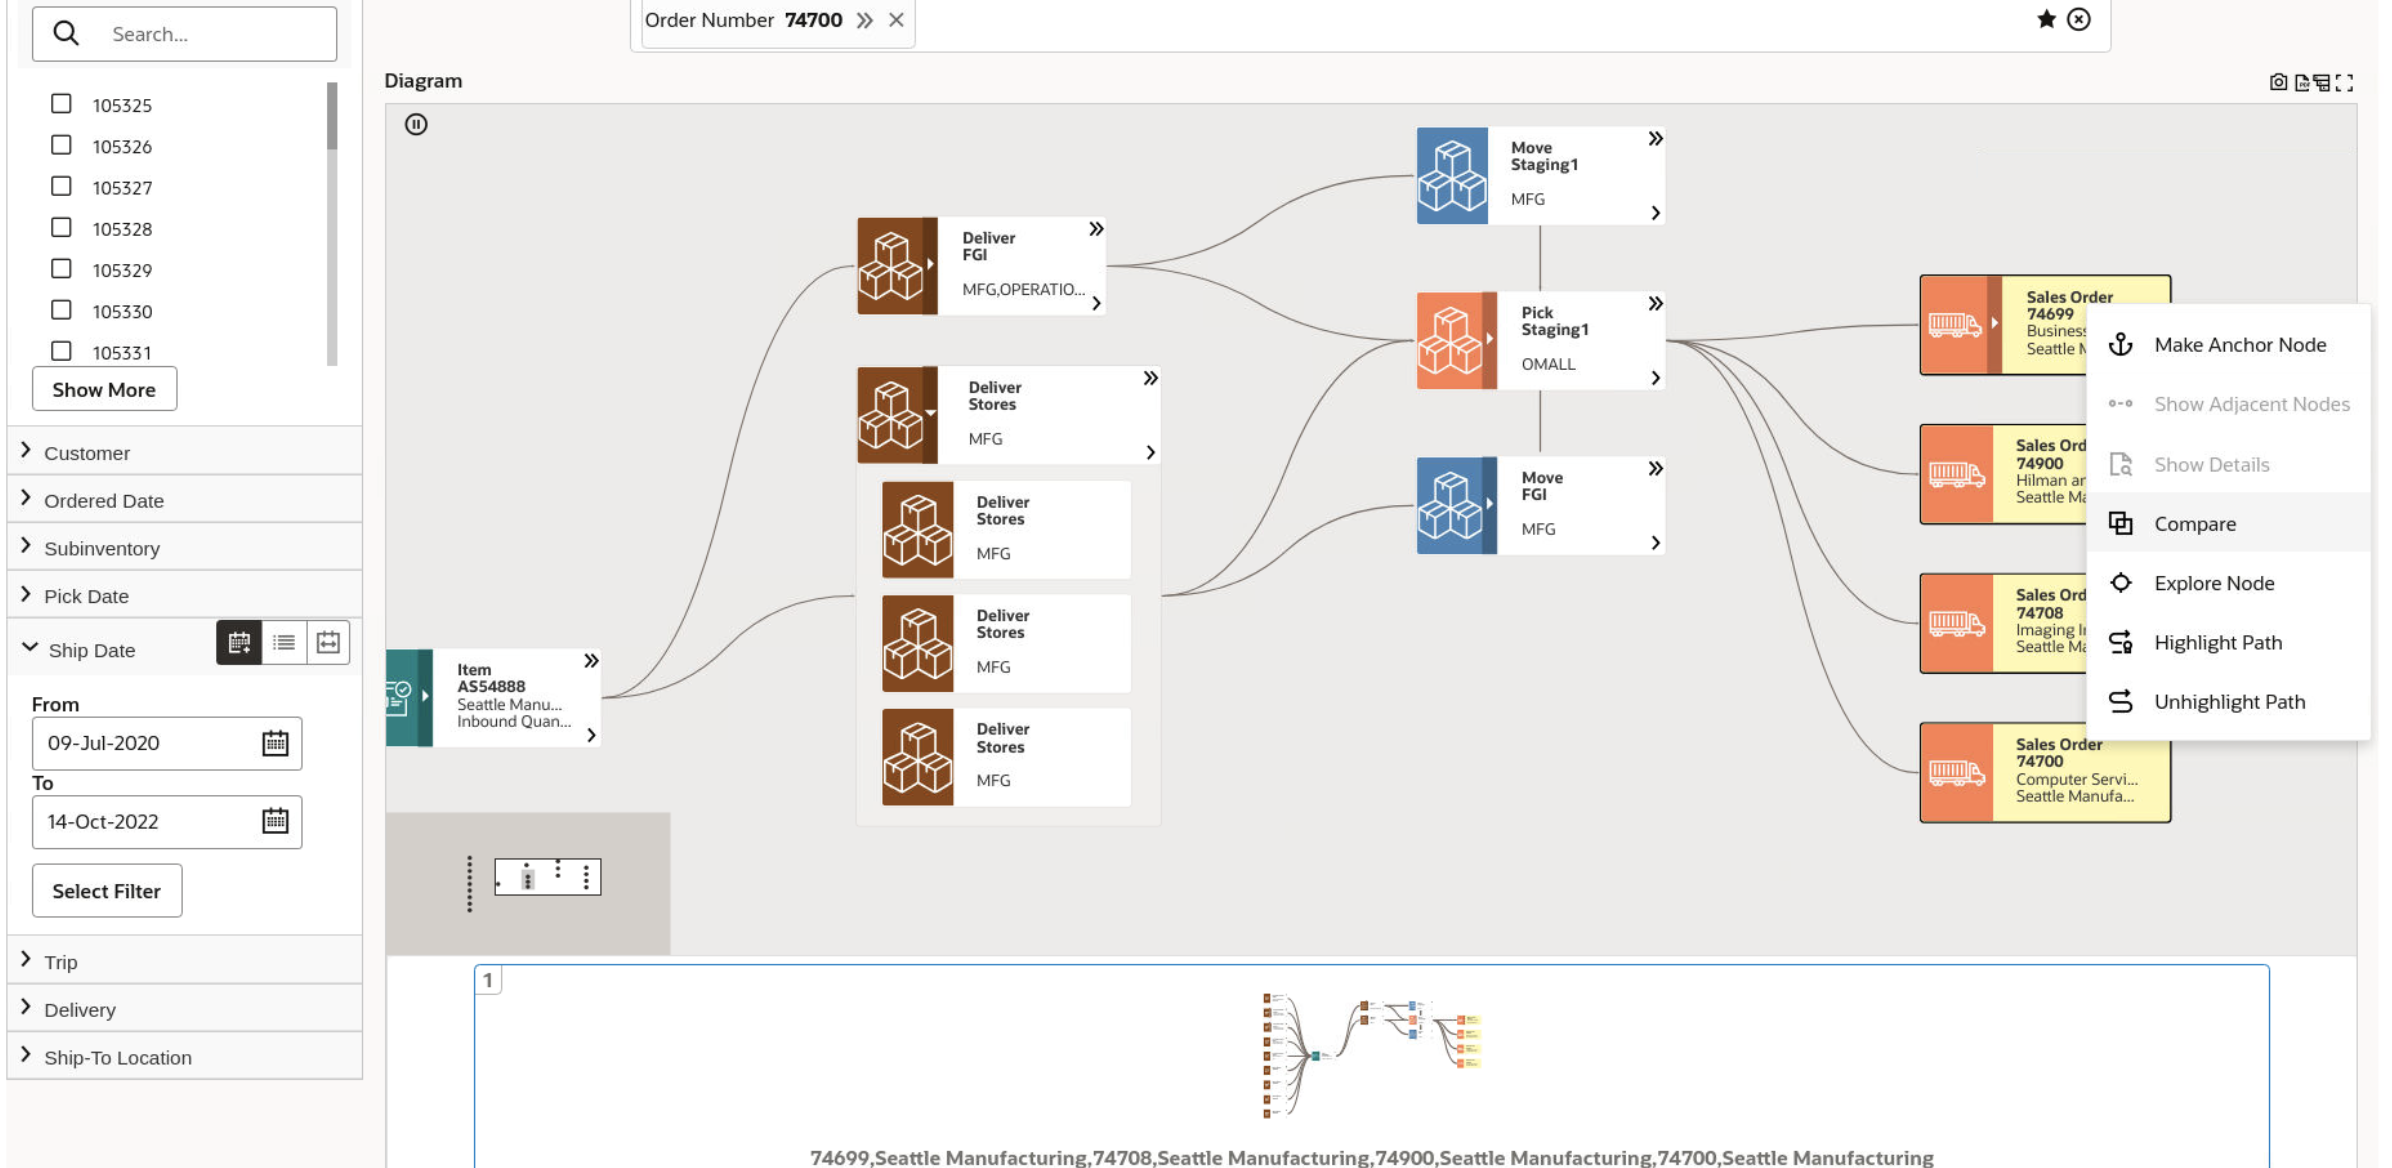 Search...
105325
105326
105327
105328
105329
105330
105331
Show More
Customer
Ordered Date
Subinventory
Pick Date
Ship Date
From
09-Jul-2020
To
14-Oct-2022
Select Filter
Trip
Delivery
Ship-To Location
Order Number 74700
Diagram
Item
AS54888
Seattle Manu...
Inbound Quan...
Deliver
FGI
MFG,OPERATIO...
Deliver
Stores
MFG
Deliver
Stores
MFG
Deliver
Stores
MFG
Deliver
Stores
MFG
Move
Staging1
MFG
Pick
Staging1
OMALL
Move
FGI
MFG
Sales Order
74699
Business
Seattle M
Sales Ord
74900
Hilman ar
Seattle Ma
Sales Ord
74708
Imaging I
Seattle Ma
Sales Order
74700
Computer Servi...
Seattle Manufa...
Make Anchor Node
Show Adjacent Nodes
Show Details
Compare
Explore Node
Highlight Path
Unhighlight Path
1
74699,Seattle Manufacturing,74708,Seattle Manufacturing,74900,Seattle Manufacturing,74700,Seattle Manufacturing